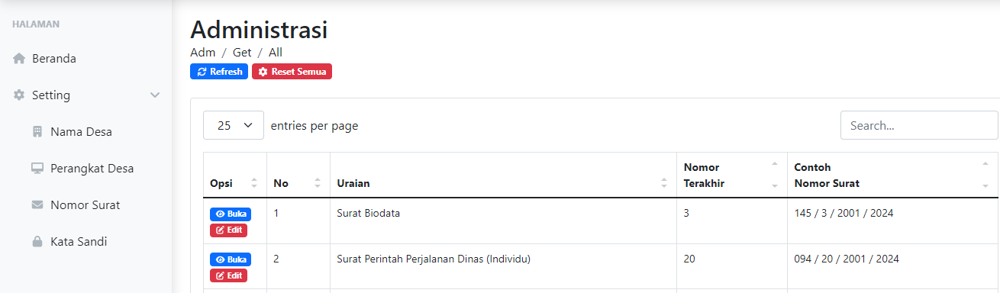 HALAMAN
Beranda
Setting
Nama Desa
Perangkat Desa
Nomor Surat
Kata Sandi
Administrasi
Adm / Get / All
Refresh Reset Semua
25 entries per page
Search...
Opsi No Uraian Nomor Terakhir Contoh Nomor Surat
Buka 1 Surat Biodata 3 145 / 3 / 2001 / 2024
Edit
Buka 2 Surat Perintah Perjalanan Dinas (Individu) 20 094 / 20 / 2001 / 2024
Edit